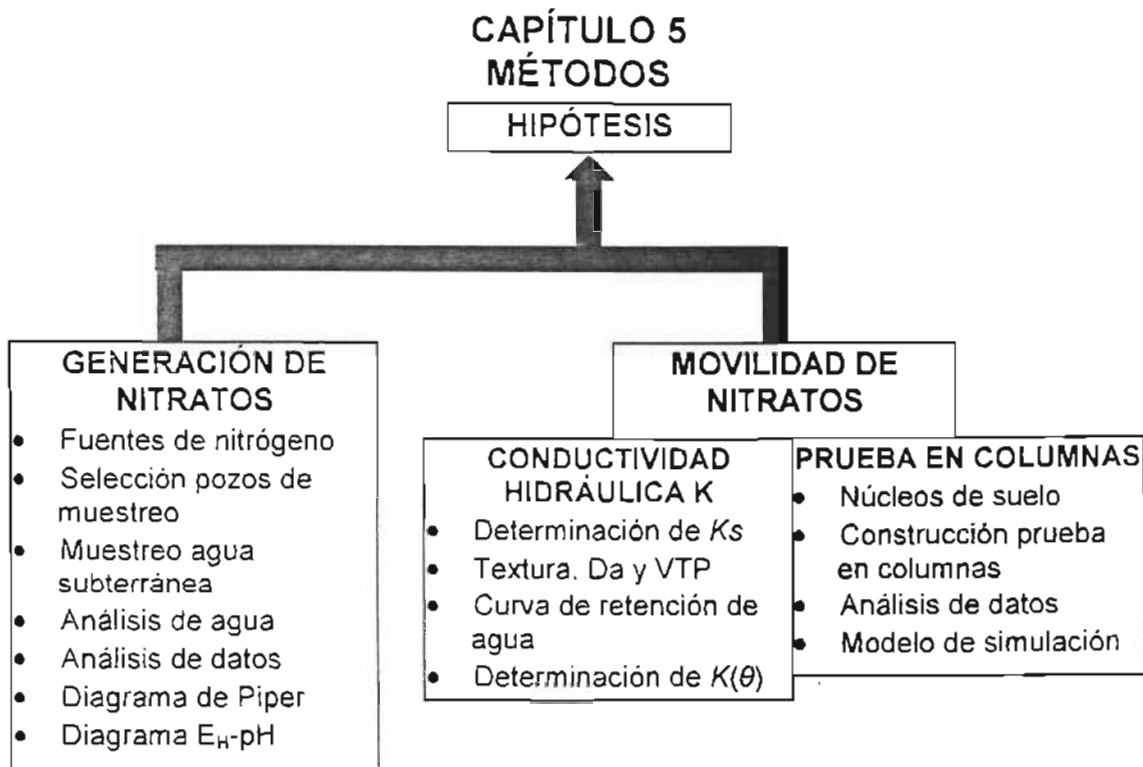 CAPÍTULO 5
MÉTODOS
HIPÓTESIS
GENERACIÓN DE
NITRATOS
• Fuentes de nitrógeno
• Selección pozos de
muestreo
• Muestreo agua
subterránea
• Análisis de agua
• Análisis de datos
• Diagrama de Piper
• Diagrama E_H-pH
MOVILIDAD DE
NITRATOS
CONDUCTIVIDAD
HIDRÁULICA K
• Determinación de Ks
• Textura, Da y VTP
• Curva de retención de
agua
• Determinación de K(θ)
PRUEBA EN COLUMNAS
• Núcleos de suelo
• Construcción prueba
en columnas
• Análisis de datos
• Modelo de simulación